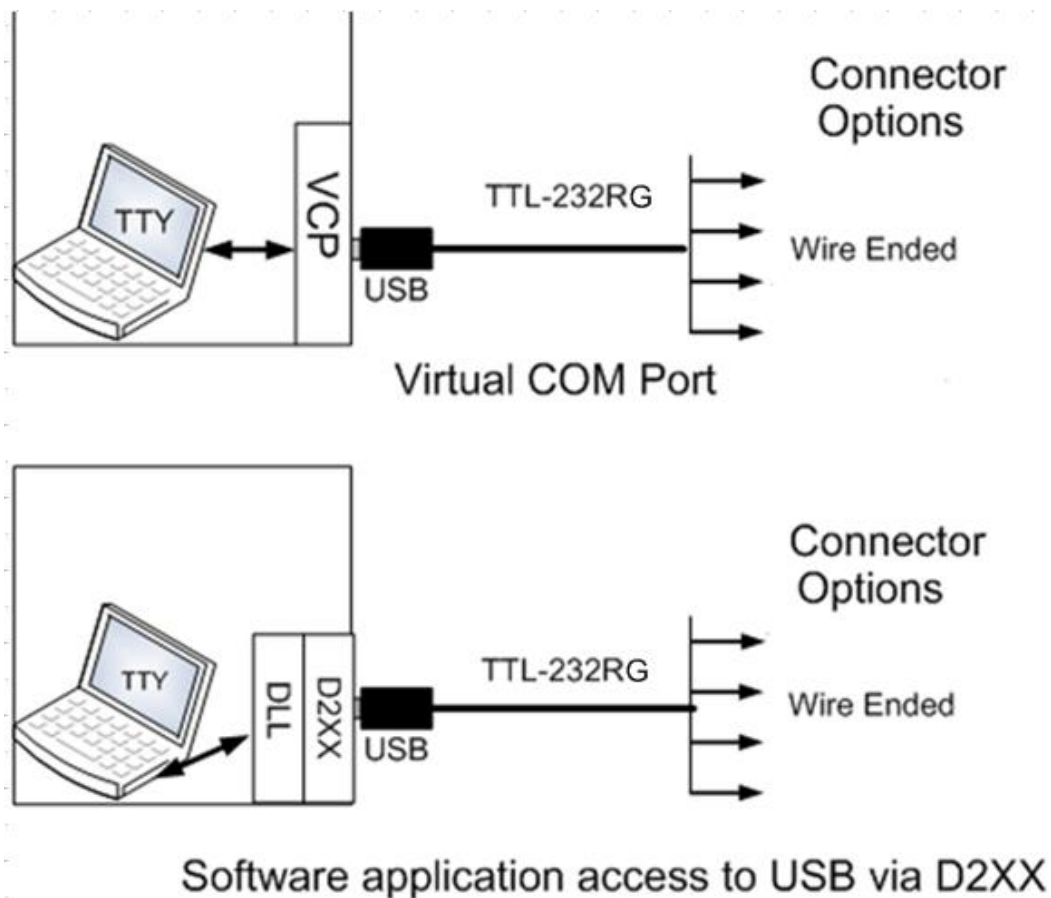 Connector
Options
TTY
VCP
TTL-232RG
USB
Wire Ended
Virtual COM Port
Connector
Options
TTY
DLL
D2XX
TTL-232RG
USB
Wire Ended
Software application access to USB via D2XX